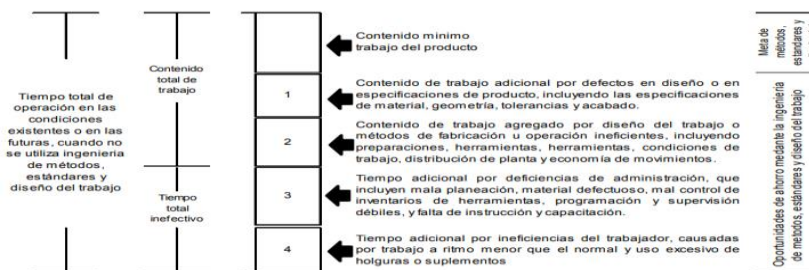 Contenido mínimo
trabajo del producto
Meta de
métodos,
estándares y
Contenido
total de
trabajo
Tiempo total de
operación en las
condiciones
existentes o en las
futuras, cuando no
se utiliza ingeniería
de métodos,
estándares y
diseño del trabajo
1
Contenido de trabajo adicional por defectos en diseño o en
especificaciones de producto, incluyendo las especificaciones
de material, geometría, tolerancias y acabado.
2
Contenido de trabajo agregado por diseño del trabajo o
métodos de fabricación u operación ineficientes, incluyendo
preparaciones, herramientas, herramientas, condiciones de
trabajo, distribución de planta y economía de movimientos.
Tiempo
total
inefectivo
3
Tiempo adicional por deficiencias de administración, que
incluyen mala planeación, material defectuoso, mal control de
inventarios de herramientas, programación y supervisión
débiles, y falta de instrucción y capacitación.
4
Tiempo adicional por ineficiencias del trabajador, causadas
por trabajo a ritmo menor que el normal y uso excesivo de
holguras o suplementos
Oportunidades de ahorro mediante la ingeniería
de métodos, estándares y diseño del trabajo